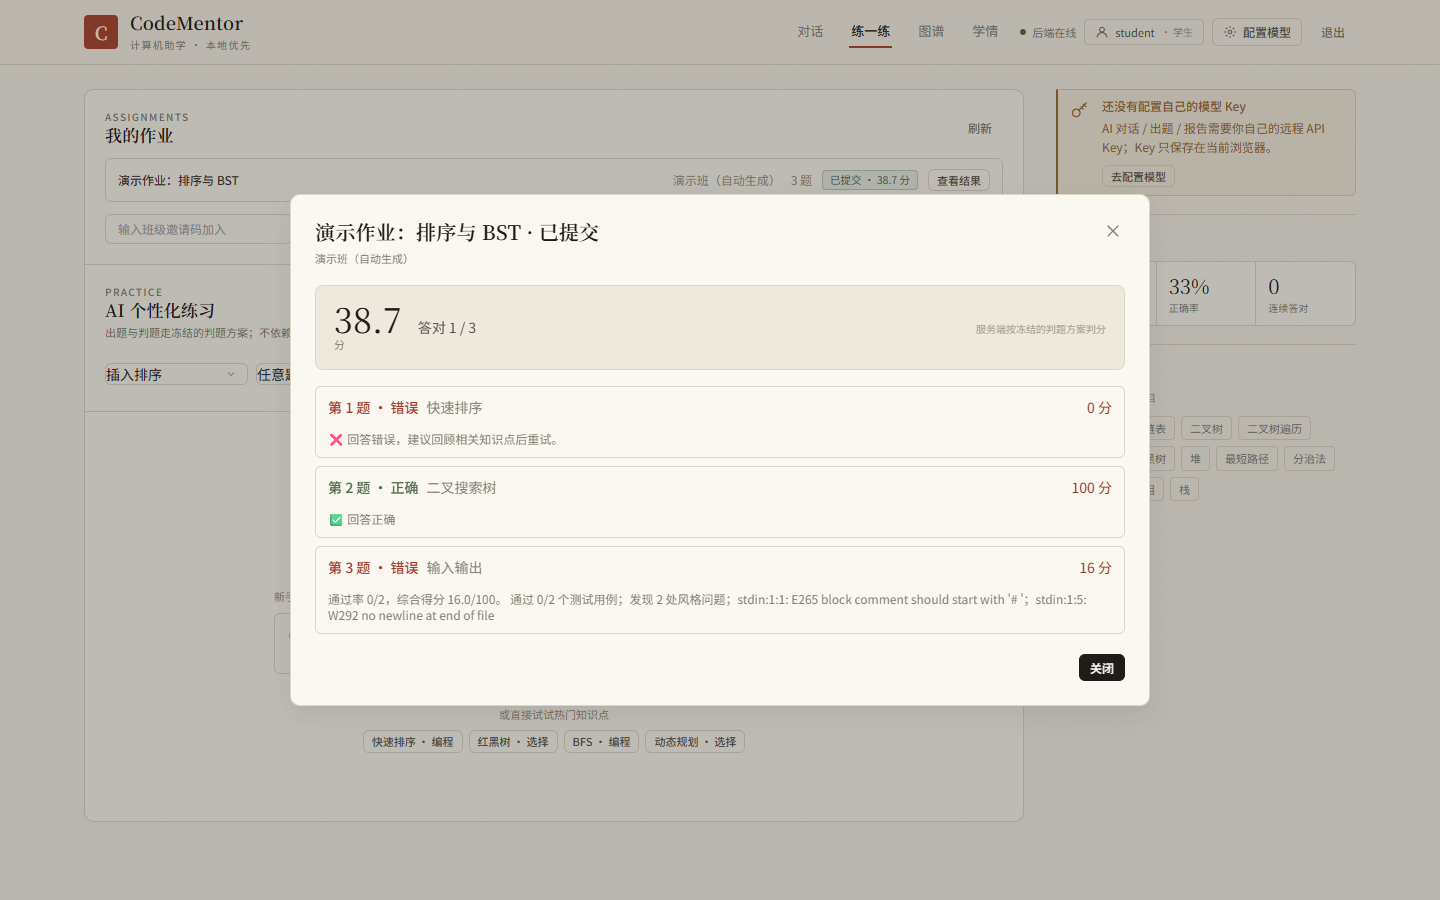 C
CodeMentor
计算机助学 · 本地优先
对话
练一练
图谱
学情
后端在线
student · 学生
配置模型
退出
ASSIGNMENTS
我的作业
刷新
演示作业：排序与 BST
演示班（自动生成）
3 题
已提交 · 38.7 分
查看结果
输入班级邀请码加入
PRACTICE
AI 个性化练习
出题与判题走冻结的判题方案；不依赖
插入排序
还没有配置自己的模型 Key
AI 对话 / 出题 / 报告需要你自己的远程 API
Key；Key 只保存在当前浏览器。
去配置模型
33%
正确率
0
连续答对
二叉树
二叉树遍历
堆
最短路径
分治法
栈
演示作业：排序与 BST · 已提交
演示班（自动生成）
38.7
分
答对 1 / 3
服务端按冻结的判题方案判分
第 1 题 · 错误 快速排序
0 分
❌ 回答错误，建议回顾相关知识点后重试。
第 2 题 · 正确 二叉搜索树
100 分
✅ 回答正确
第 3 题 · 错误 输入输出
16 分
通过率 0/2，综合得分 16.0/100。 通过 0/2 个测试用例；发现 2 处风格问题；stdin:1:1: E265 block comment should start with '# '；stdin:1:5:
W292 no newline at end of file
关闭
或直接试试热门知识点
快速排序 · 编程
红黑树 · 选择
BFS · 编程
动态规划 · 选择